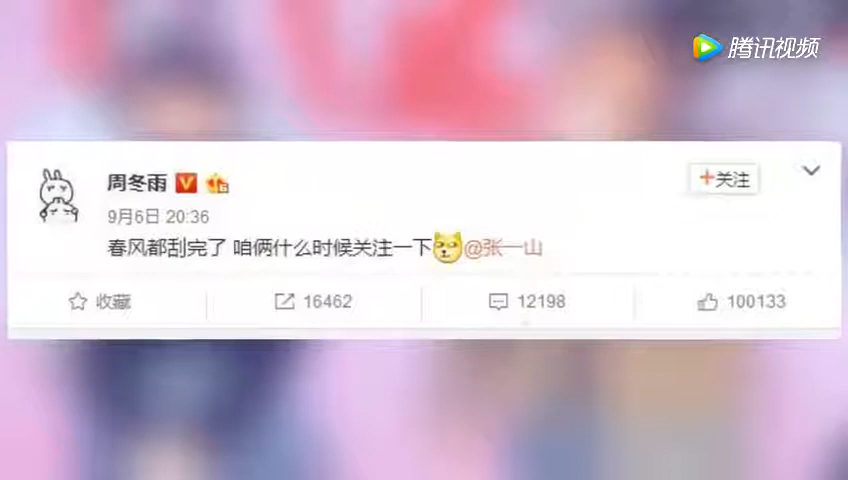 腾讯视频
周冬雨
+关注
9月6日 20:36
春风都刮完了 咱俩什么时候关注一下@张一山
收藏
16462
12198
100133